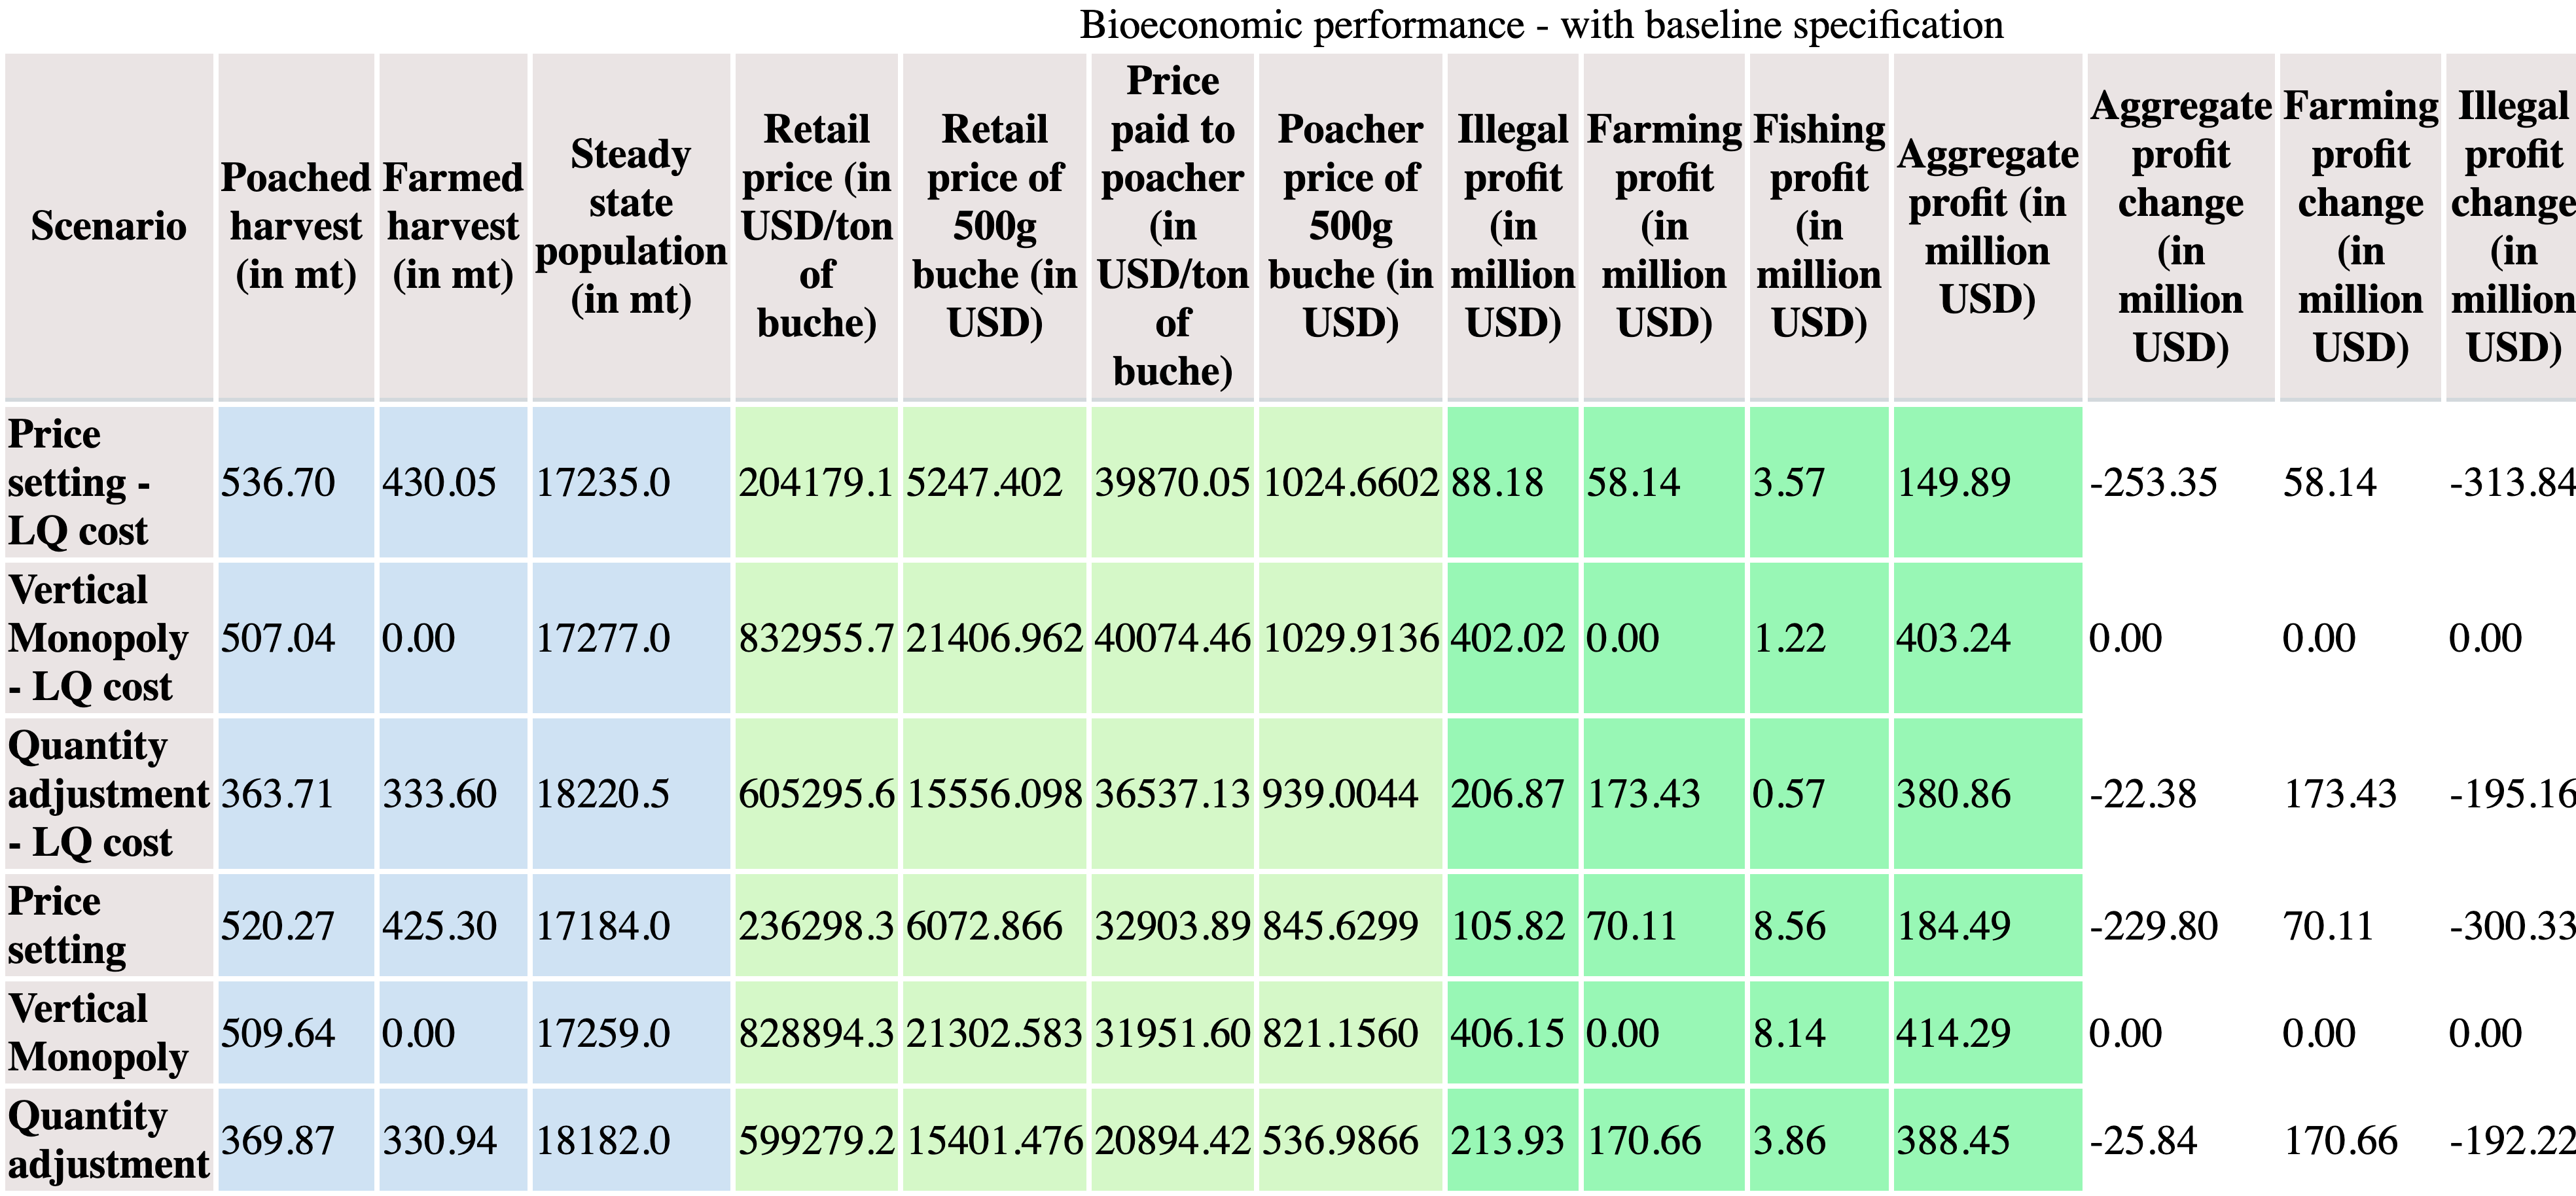 Bioeconomic performance - with baseline specification
Scenario Poached harvest (in mt) Farmed harvest (in mt) Steady state population (in mt) Retail price (in USD/ton of buche) Retail price of 500g buche (in USD) Price paid to poacher (in USD/ton of buche) Poacher price of 500g buche (in USD) Illegal profit (in million USD) Farming profit (in million USD) Fishing profit (in million USD) Aggregate profit (in million USD) Aggregate profit change (in million USD) Farming profit change (in million USD) Illegal profit change (in million USD)
Price setting - LQ cost 536.70 430.05 17235.0 204179.1 5247.402 39870.05 1024.6602 88.18 58.14 3.57 149.89 -253.35 58.14 -313.84
Vertical Monopoly - LQ cost 507.04 0.00 17277.0 832955.7 21406.962 40074.46 1029.9136 402.02 0.00 1.22 403.24 0.00 0.00 0.00
Quantity adjustment - LQ cost 363.71 333.60 18220.5 605295.6 15556.098 36537.13 939.0044 206.87 173.43 0.57 380.86 -22.38 173.43 -195.16
Price setting 520.27 425.30 17184.0 236298.3 6072.866 32903.89 845.6299 105.82 70.11 8.56 184.49 -229.80 70.11 -300.33
Vertical Monopoly 509.64 0.00 17259.0 828894.3 21302.583 31951.60 821.1560 406.15 0.00 8.14 414.29 0.00 0.00 0.00
Quantity adjustment 369.87 330.94 18182.0 599279.2 15401.476 20894.42 536.9866 213.93 170.66 3.86 388.45 -25.84 170.66 -192.22